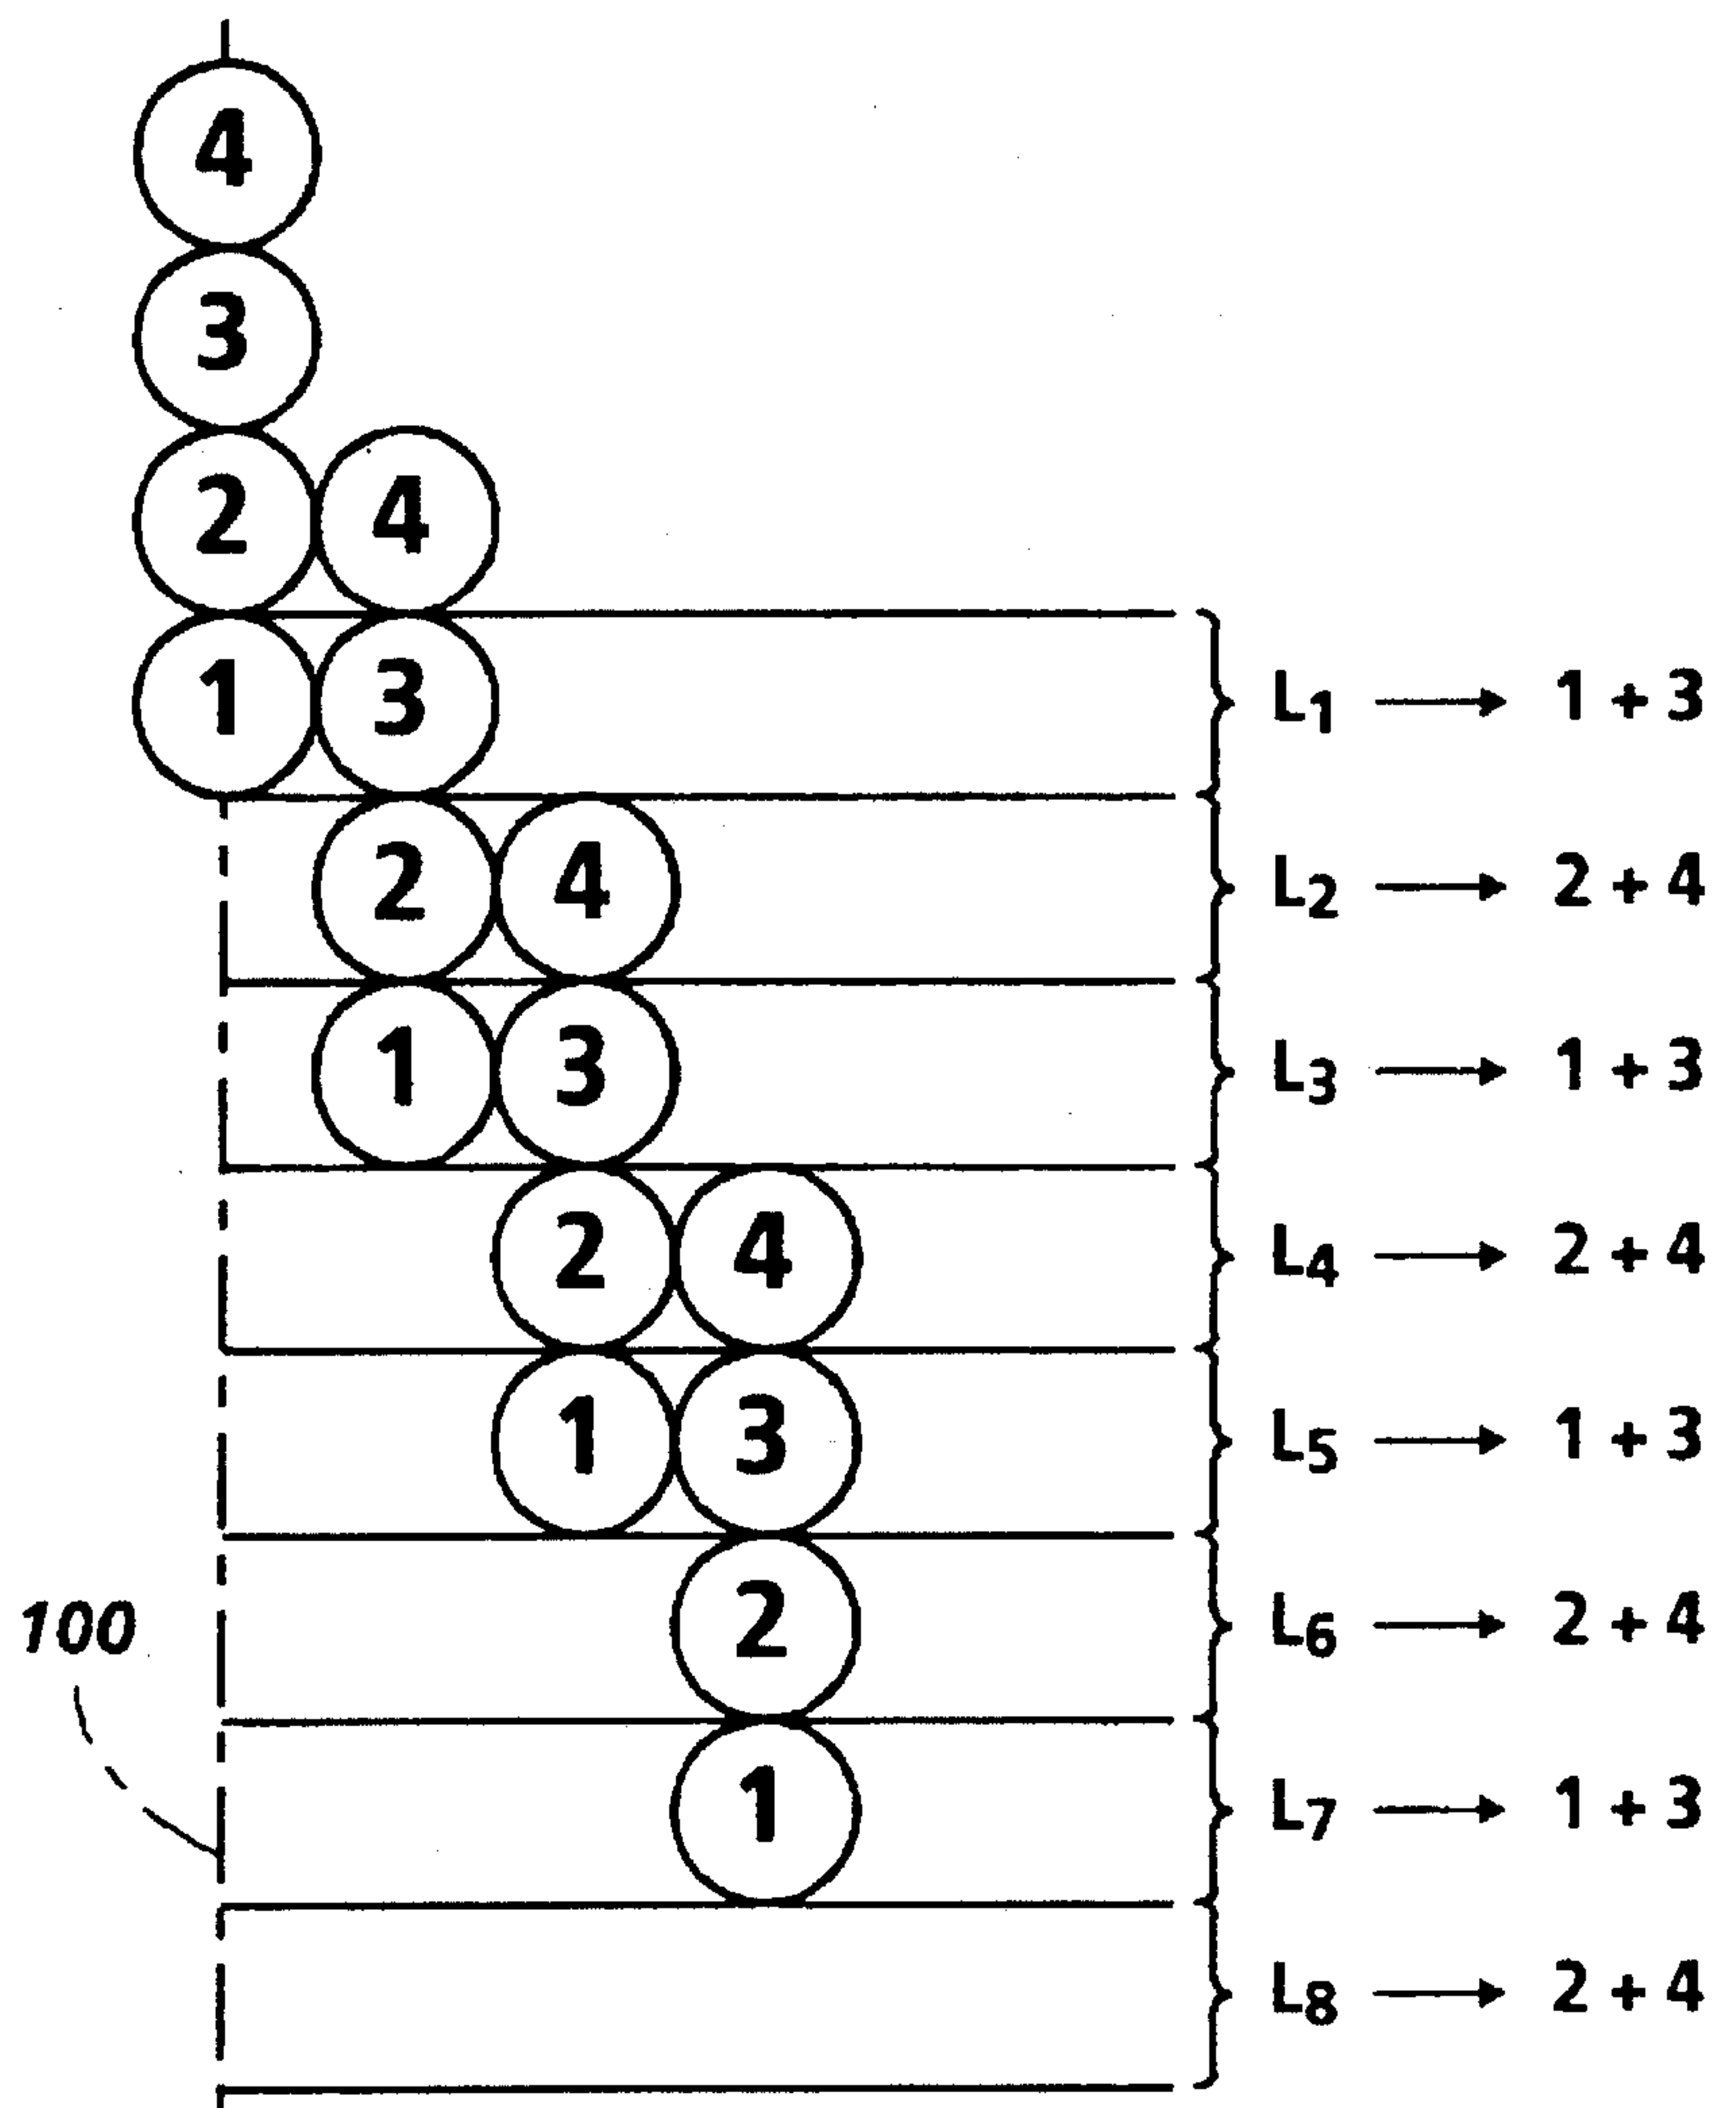 4
3
2 4
1 3 L1 → 1 + 3
2 4 L2 → 2 + 4
1 3 L3 → 1 + 3
2 4 L4 → 2 + 4
1 3 L5 → 1 + 3
2 L6 → 2 + 4
100
1 L7 → 1 + 3
L8 → 2 + 4